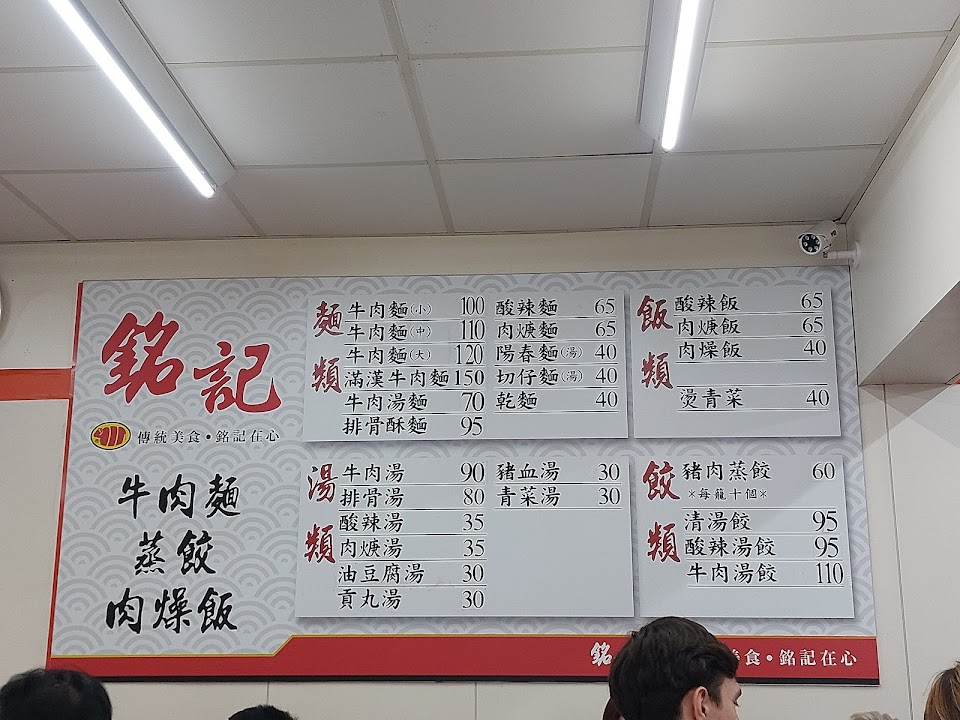 銘記
傳統美食•銘記在心
牛肉麵
蒸餃
肉燥飯
麵類
牛肉麵(小) 100
牛肉麵(中) 110
牛肉麵(大) 120
滿漢牛肉麵 150
牛肉湯麵 70
排骨酥麵 95
酸辣麵 65
肉焿麵 65
陽春麵(湯) 40
切仔麵(湯) 40
乾麵 40
飯類
酸辣飯 65
肉焿飯 65
肉燥飯 40
燙青菜 40
湯類
牛肉湯 90
排骨湯 80
酸辣湯 35
肉焿湯 35
油豆腐湯 30
貢丸湯 30
豬血湯 30
青菜湯 30
餃類
豬肉蒸餃 60
*每籠十個*
清湯餃 95
酸辣湯餃 95
牛肉湯餃 110
銘 美食•銘記在心